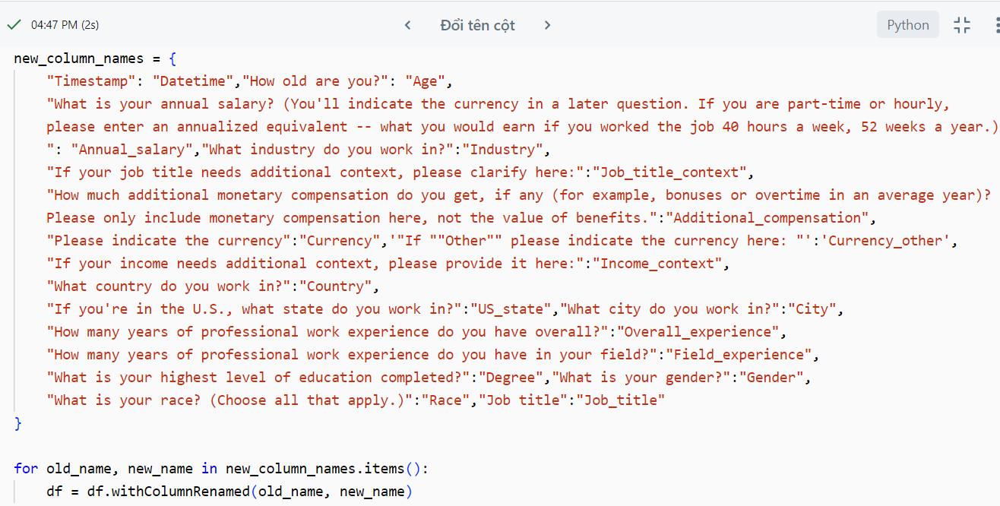 04:47 PM (2s)
Đổi tên cột
Python
new_column_names = {
"Timestamp": "Datetime","How old are you?": "Age",
"What is your annual salary? (You'll indicate the currency in a later question. If you are part-time or hourly,
please enter an annualized equivalent -- what you would earn if you worked the job 40 hours a week, 52 weeks a year.)
": "Annual_salary","What industry do you work in?":"Industry",
"If your job title needs additional context, please clarify here:":"Job_title_context",
"How much additional monetary compensation do you get, if any (for example, bonuses or overtime in an average year)?
Please only include monetary compensation here, not the value of benefits.":"Additional_compensation",
"Please indicate the currency":"Currency",'"If ""Other"" please indicate the currency here: "':'Currency_other',
"If your income needs additional context, please provide it here:":"Income_context",
"What country do you work in?":"Country",
"If you're in the U.S., what state do you work in?":"US_state","What city do you work in?":"City",
"How many years of professional work experience do you have overall?":"Overall_experience",
"How many years of professional work experience do you have in your field?":"Field_experience",
"What is your highest level of education completed?":"Degree","What is your gender?":"Gender",
"What is your race? (Choose all that apply.)":"Race","Job title":"Job_title"
}
for old_name, new_name in new_column_names.items():
df = df.withColumnRenamed(old_name, new_name)